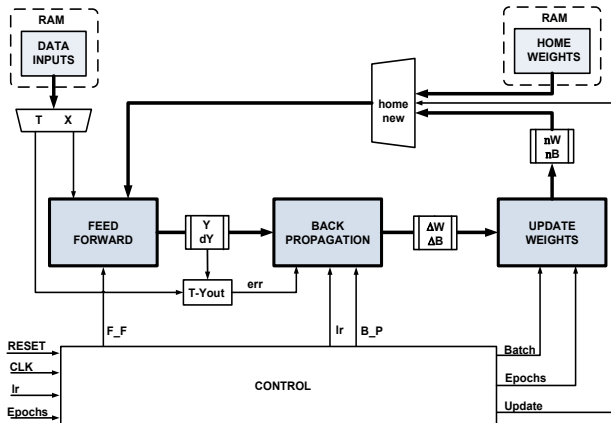 RAM
DATA
INPUTS
RAM
HOME
WEIGHTS
T X
home
new
nW
nB
FEED
FORWARD
Y
dY
BACK
PROPAGATION
ΔW
ΔB
UPDATE
WEIGHTS
T-Yout
err
F_F
lr
B_P
RESET
CLK
lr
Epochs
CONTROL
Batch
Epochs
Update